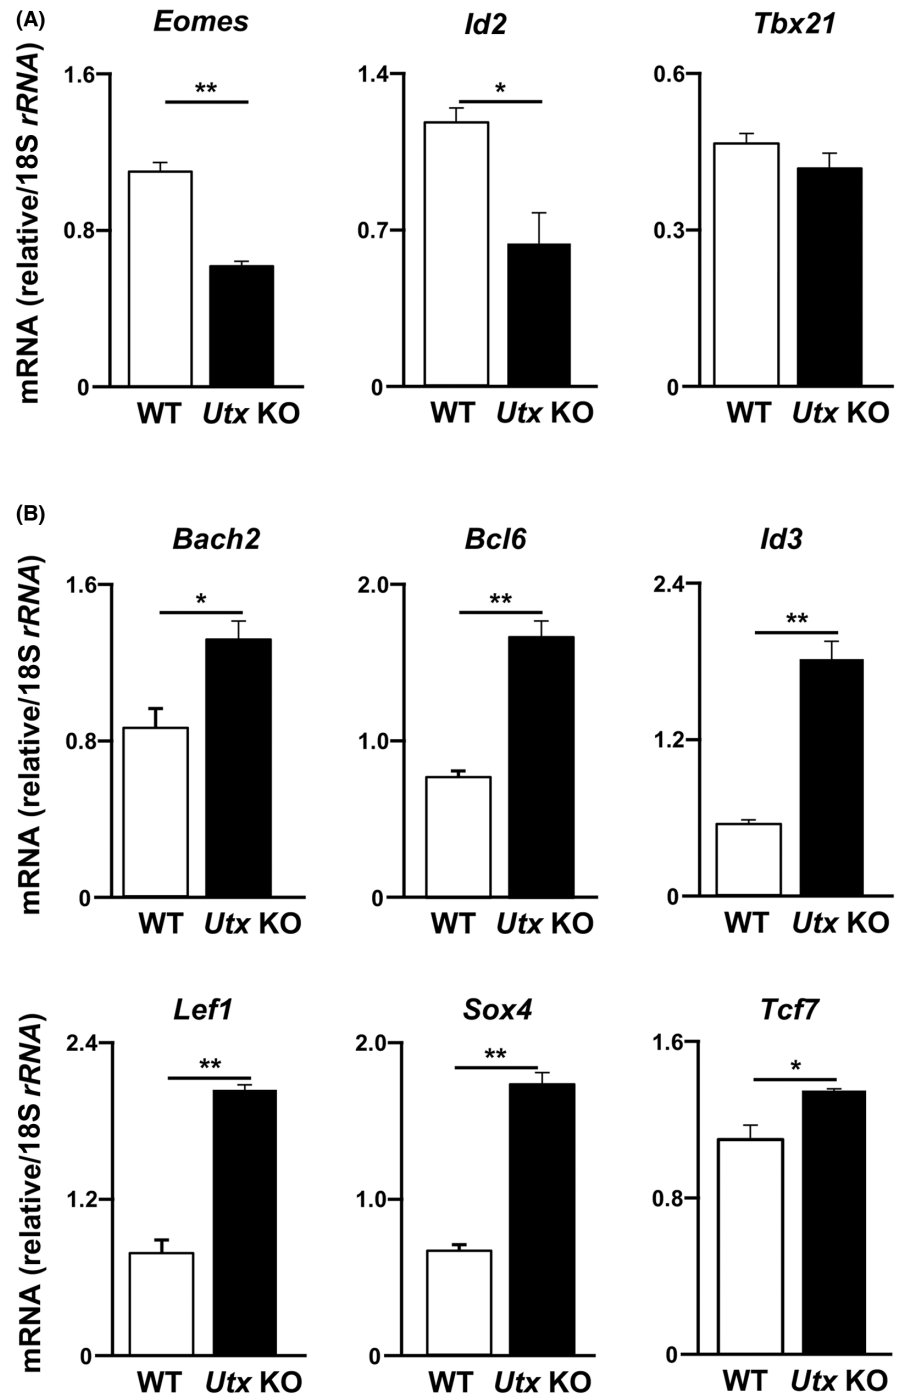 (A)
Eomes Id2 Tbx21
mRNA (relative/18S rRNA)
1.6 1.4 0.6
** *
0.8 0.7 0.3
0 0 0
WT Utx KO WT Utx KO WT Utx KO
(B)
Bach2 Bcl6 Id3
mRNA (relative/18S rRNA)
1.6 2.0 2.4
* ** **
0.8 1.0 1.2
0 0 0
WT Utx KO WT Utx KO WT Utx KO
Lef1 Sox4 Tcf7
mRNA (relative/18S rRNA)
2.4 2.0 1.6
** ** *
1.2 1.0 0.8
0 0 0
WT Utx KO WT Utx KO WT Utx KO